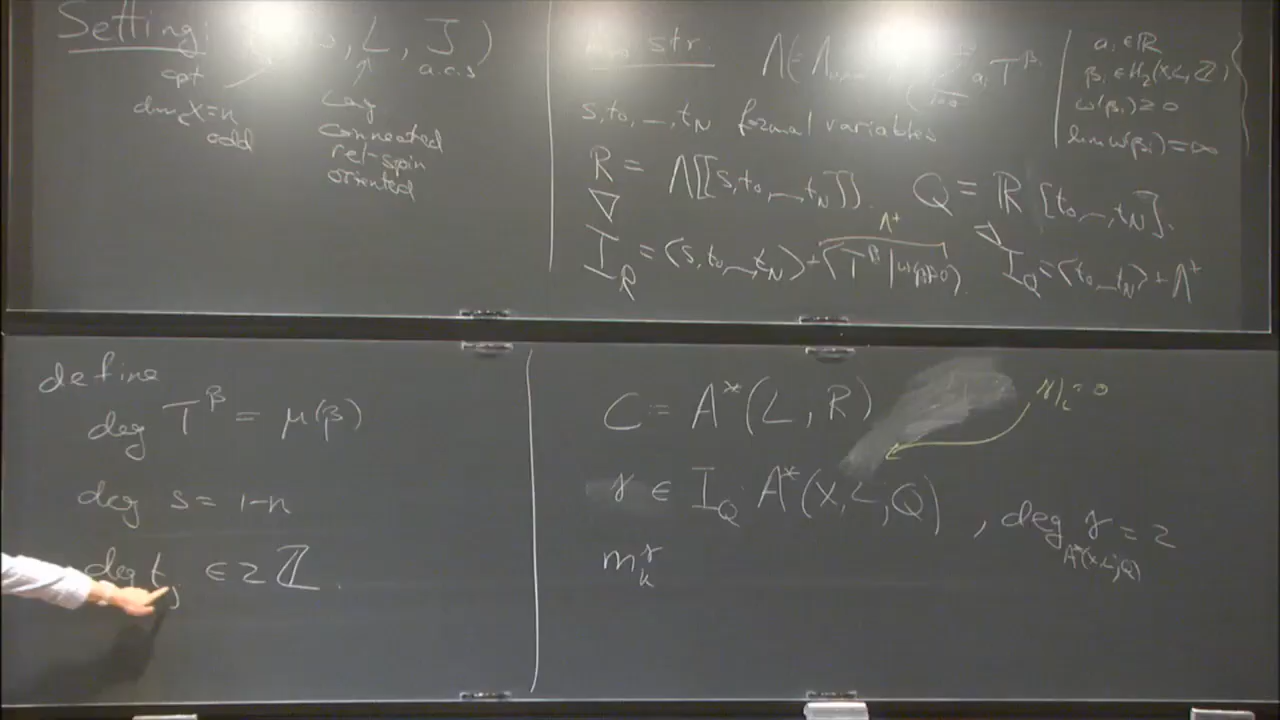 Setting: , L , J )
cpt
a.c.s
dim_C X = n
odd
Lag
connected
rel-spin
oriented
str:
Λ
a_i T^{β_i}
a_i ∈ ℝ
β_i ∈ H_2(X,L;ℤ)
ω(β_i) ≥ 0
lim ω(β_i) = ∞
s, t_0, ..., t_N formal variables
R = Λ[[s, t_0, ..., t_N]].
Q = ℝ[t_0, ..., t_N].
▽
Λ^+
I_R = ⟨s, t_0, ..., t_N⟩ + ⟨T^β | ω(β)>0⟩
I_Q = ⟨t_0, ..., t_N⟩ + Λ^+
define
deg T^β = μ(β)
deg s = 1-n
deg t_j ∈ 2ℤ.
C := A^*(L, R)
γ|_L = 0
γ ∈ I_Q A^*(X, L; Q) , deg γ = 2
A^*(X,L;Q)
m_k^γ